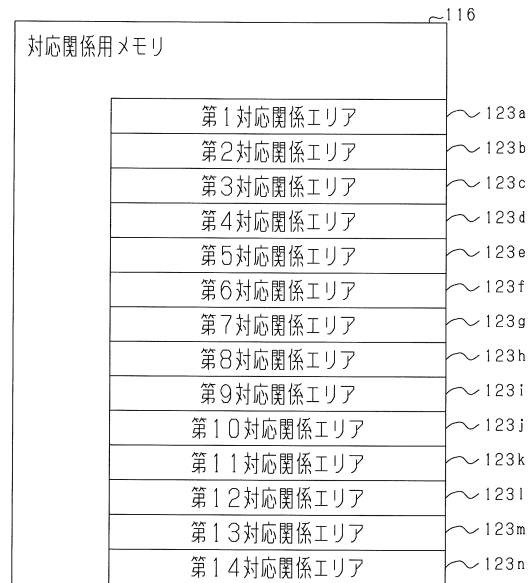 116
対応関係用メモリ
第1対応関係エリア 123a
第2対応関係エリア 123b
第3対応関係エリア 123c
第4対応関係エリア 123d
第5対応関係エリア 123e
第6対応関係エリア 123f
第7対応関係エリア 123g
第8対応関係エリア 123h
第9対応関係エリア 123i
第10対応関係エリア 123j
第11対応関係エリア 123k
第12対応関係エリア 123l
第13対応関係エリア 123m
第14対応関係エリア 123n